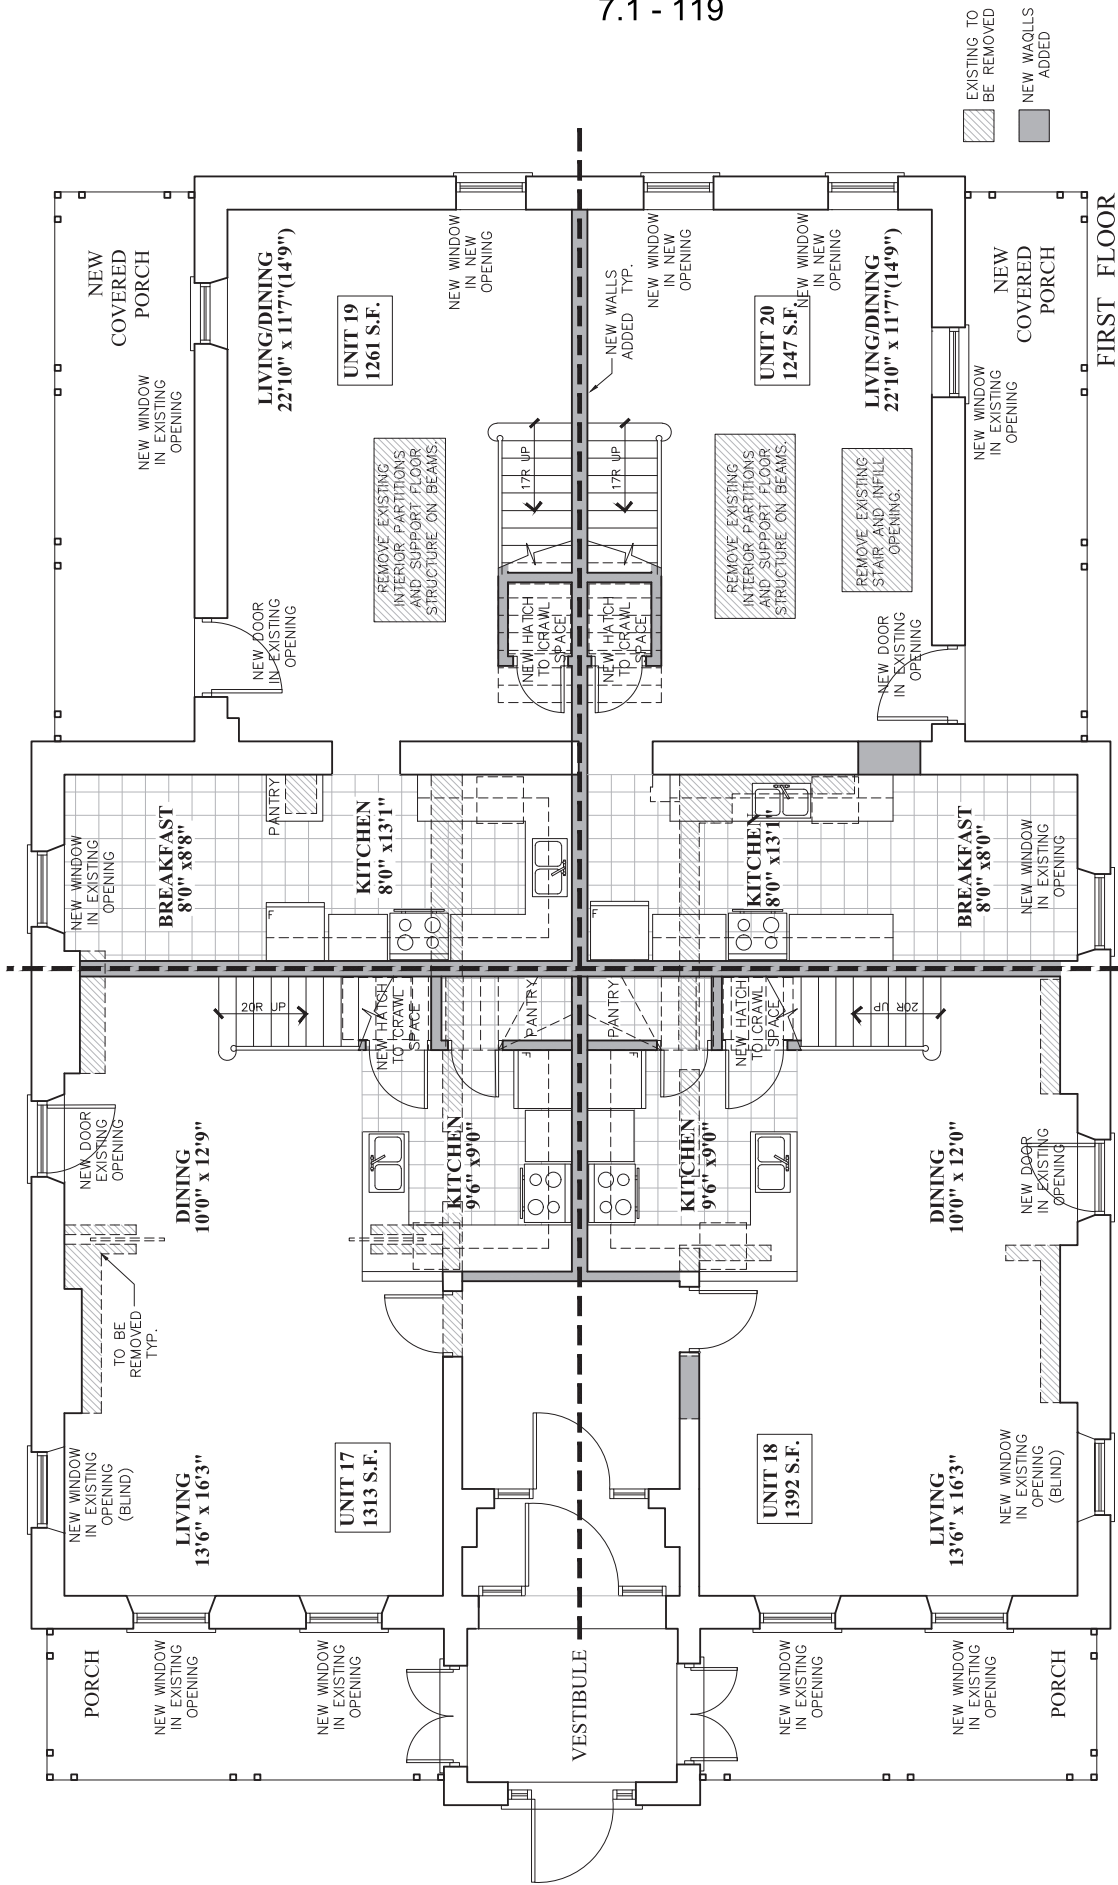 7.1 - 119
EXISTING TO
BE REMOVED
NEW WAQLLS
ADDED
FIRST FLOOR
NEW
COVERED
PORCH
NEW WINDOW
IN EXISTING
OPENING
LIVING/DINING
22'10" x 11'7"(14'9")
UNIT 19
1261 S.F.
NEW WINDOW
IN NEW
OPENING
NEW WALLS
ADDED TYP.
NEW WINDOW
IN NEW
OPENING
UNIT 20
1247 S.F.
NEW WINDOW
IN NEW
OPENING
LIVING/DINING
22'10" x 11'7"(14'9")
NEW
COVERED
PORCH
NEW WINDOW
IN EXISTING
OPENING
REMOVE EXISTING
INTERIOR PARTITIONS
AND SUPPORT FLOOR
STRUCTURE ON BEAMS.
17R UP
17R UP
REMOVE EXISTING
INTERIOR PARTITIONS
AND SUPPORT FLOOR
STRUCTURE ON BEAMS.
REMOVE EXISTING
STAIR AND INFILL
OPENING.
NEW DOOR
IN EXISTING
OPENING
NEW HATCH
TO CRAWL
SPACE
NEW HATCH
TO CRAWL
SPACE
NEW DOOR
IN EXISTING
OPENING
NEW WINDOW
IN EXISTING
OPENING
BREAKFAST
8'0" x8'8"
PANTRY
KITCHEN
8'0" x13'1"
F
F
KITCHEN
8'0" x13'1"
BREAKFAST
8'0" x8'0"
NEW WINDOW
IN EXISTING
OPENING
20R UP
NEW HATCH
TO CRAWL
SPACE
PANTRY
PANTRY
NEW HATCH
TO CRAWL
SPACE
20R UP
NEW DOOR
EXISTING
OPENING
DINING
10'0" x 12'9"
KITCHEN
9'6" x9'0"
F
F
KITCHEN
9'6" x9'0"
DINING
10'0" x 12'0"
NEW DOOR
IN EXISTING
OPENING
TO BE
REMOVED
TYP.
NEW WINDOW
IN EXISTING
OPENING
(BLIND)
LIVING
13'6" x 16'3"
UNIT 17
1313 S.F.
UNIT 18
1392 S.F.
LIVING
13'6" x 16'3"
NEW WINDOW
IN EXISTING
OPENING
(BLIND)
PORCH
NEW WINDOW
IN EXISTING
OPENING
NEW WINDOW
IN EXISTING
OPENING
VESTIBULE
NEW WINDOW
IN EXISTING
OPENING
NEW WINDOW
IN EXISTING
OPENING
PORCH